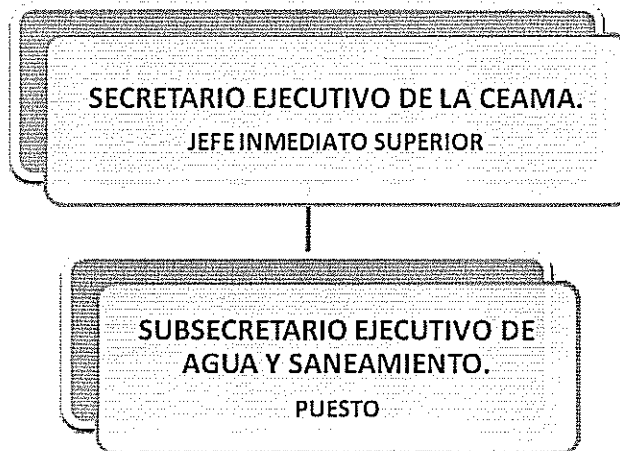 SECRETARIO EJECUTIVO DE LA CEAMA.
JEFE INMEDIATO SUPERIOR
SUBSECRETARIO EJECUTIVO DE
AGUA Y SANEAMIENTO.
PUESTO